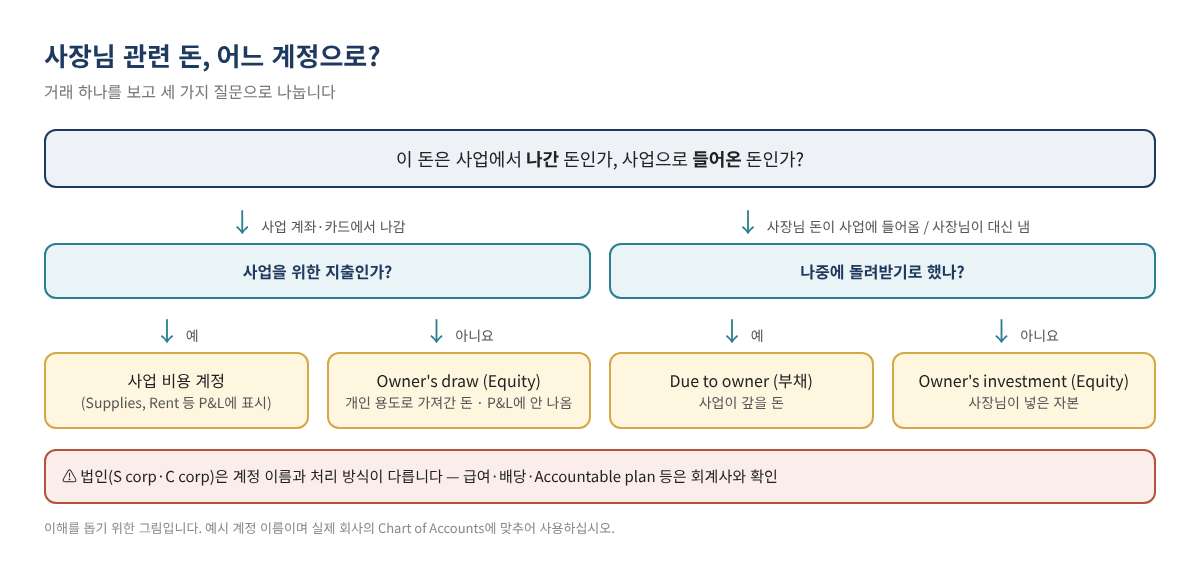 사장님 관련 돈, 어느 계정으로?
거래 하나를 보고 세 가지 질문으로 나눕니다
이 돈은 사업에서 나간 돈인가, 사업으로 들어온 돈인가?
↓ 사업 계좌·카드에서 나감
↓ 사장님 돈이 사업에 들어옴 / 사장님이 대신 냄
사업을 위한 지출인가?
나중에 돌려받기로 했나?
↓ 예
↓ 아니요
↓ 예
↓ 아니요
사업 비용 계정
(Supplies, Rent 등 P&L에 표시)
Owner's draw (Equity)
개인 용도로 가져간 돈 · P&L에 안 나옴
Due to owner (부채)
사업이 갚을 돈
Owner's investment (Equity)
사장님이 넣은 자본
⚠ 법인(S corp·C corp)은 계정 이름과 처리 방식이 다릅니다 — 급여·배당·Accountable plan 등은 회계사와 확인
이해를 돕기 위한 그림입니다. 예시 계정 이름이며 실제 회사의 Chart of Accounts에 맞추어 사용하십시오.